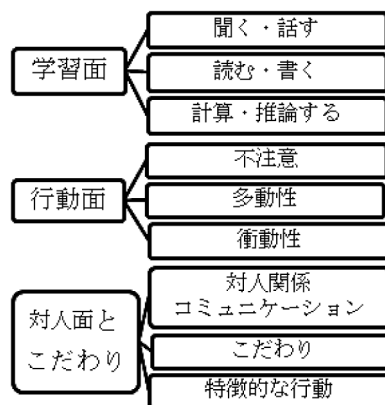 学習面
聞く・話す
読む・書く
計算・推論する
行動面
不注意
多動性
衝動性
対人面と
こだわり
対人関係
コミュニケーション
こだわり
特徴的な行動